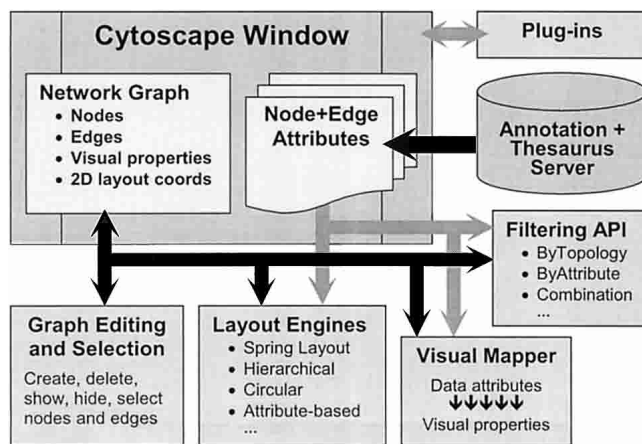 Cytoscape Window
Plug-ins
Network Graph
• Nodes
• Edges
• Visual properties
• 2D layout coords
Node+Edge
Attributes
Annotation +
Thesaurus
Server
Filtering API
• ByTopology
• ByAttribute
• Combination
...
Graph Editing
and Selection
Create, delete,
show, hide, select
nodes and edges
Layout Engines
• Spring Layout
• Hierarchical
• Circular
• Attribute-based
...
Visual Mapper
Data attributes
Visual properties